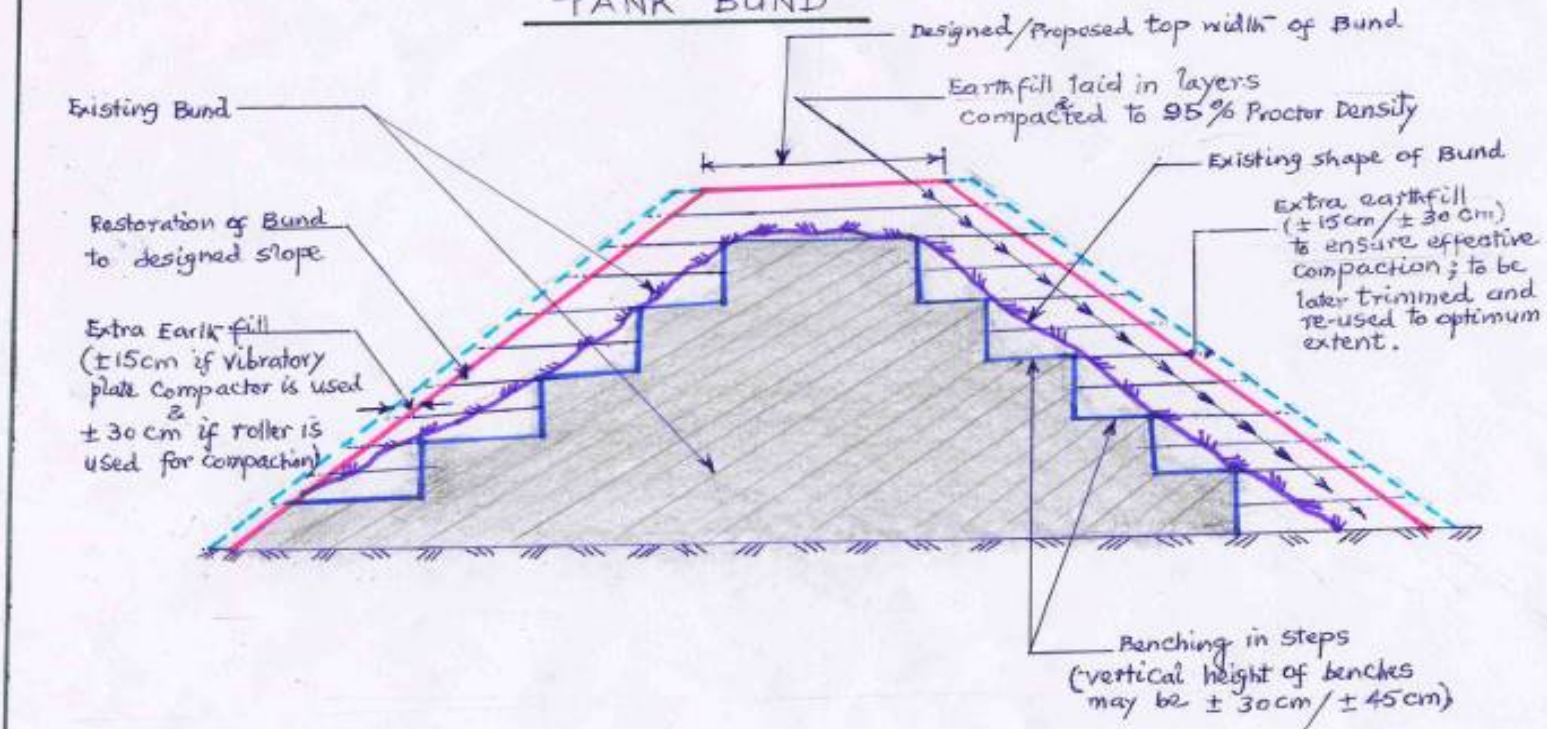 TANK BUND
Designed/Proposed top width of Bund
Existing Bund
Earthfill laid in layers
&
compacted to 95% Proctor Density
Existing shape of Bund
Restoration of Bund
to designed slope
Extra earthfill
(±15cm/±30cm)
to ensure effective
compaction; to be
later trimmed and
re-used to optimum
extent.
Extra Earth fill
(±15cm if vibratory
plate compactor is used
&
±30cm if roller is
used for compaction)
Benching in steps
(vertical height of benches
may be ±30cm/±45cm)